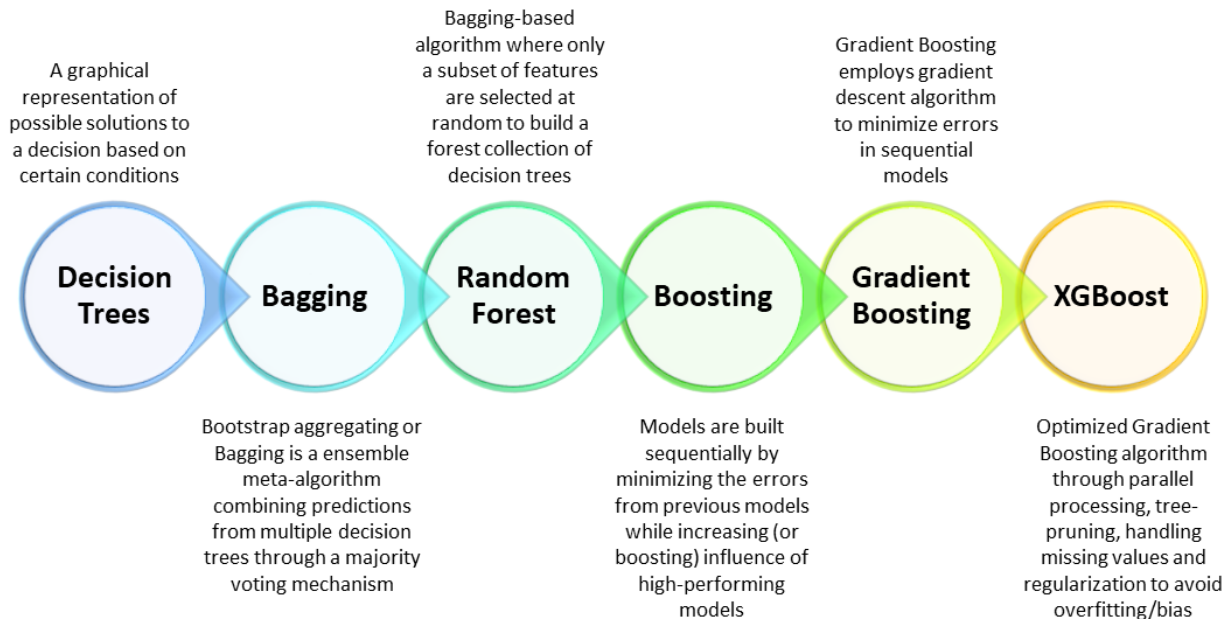 A graphical
representation of
possible solutions to
a decision based on
certain conditions
Bagging-based
algorithm where only
a subset of features
are selected at
random to build a
forest collection of
decision trees
Gradient Boosting
employs gradient
descent algorithm
to minimize errors
in sequential
models
Decision
Trees
Bagging
Random
Forest
Boosting
Gradient
Boosting
XGBoost
Bootstrap aggregating or
Bagging is a ensemble
meta-algorithm
combining predictions
from multiple decision
trees through a majority
voting mechanism
Models are built
sequentially by
minimizing the errors
from previous models
while increasing (or
boosting) influence of
high-performing
models
Optimized Gradient
Boosting algorithm
through parallel
processing, tree-
pruning, handling
missing values and
regularization to avoid
overfitting/bias